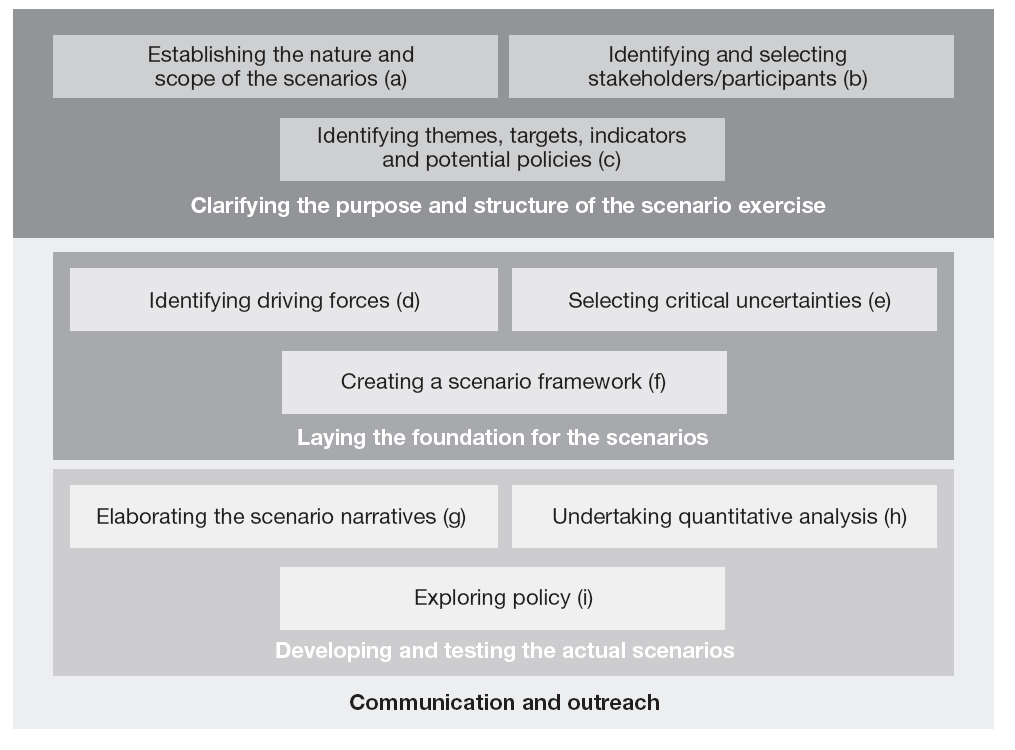 Establishing the nature and
scope of the scenarios (a)
Identifying and selecting
stakeholders/participants (b)
Identifying themes, targets, indicators
and potential policies (c)
Clarifying the purpose and structure of the scenario exercise
Identifying driving forces (d)
Selecting critical uncertainties (e)
Creating a scenario framework (f)
Laying the foundation for the scenarios
Elaborating the scenario narratives (g)
Undertaking quantitative analysis (h)
Exploring policy (i)
Developing and testing the actual scenarios
Communication and outreach